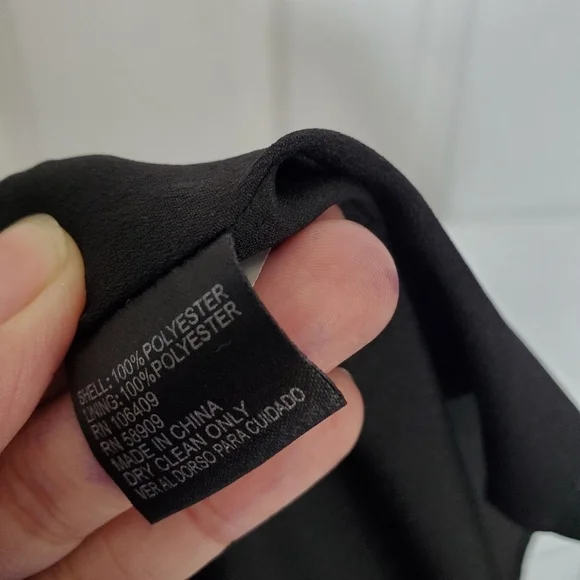 SHELL: 100% POLYESTER
LINING: 100% POLYESTER
RN 106409
RN 58909
MADE IN CHINA
DRY CLEAN ONLY
VER AL DORSO PARA CUIDADO